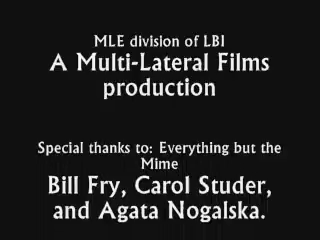 MLE division of LBI
A Multi-Lateral Films
production
Special thanks to: Everything but the
Mime
Bill Fry, Carol Studer,
and Agata Nogalska.